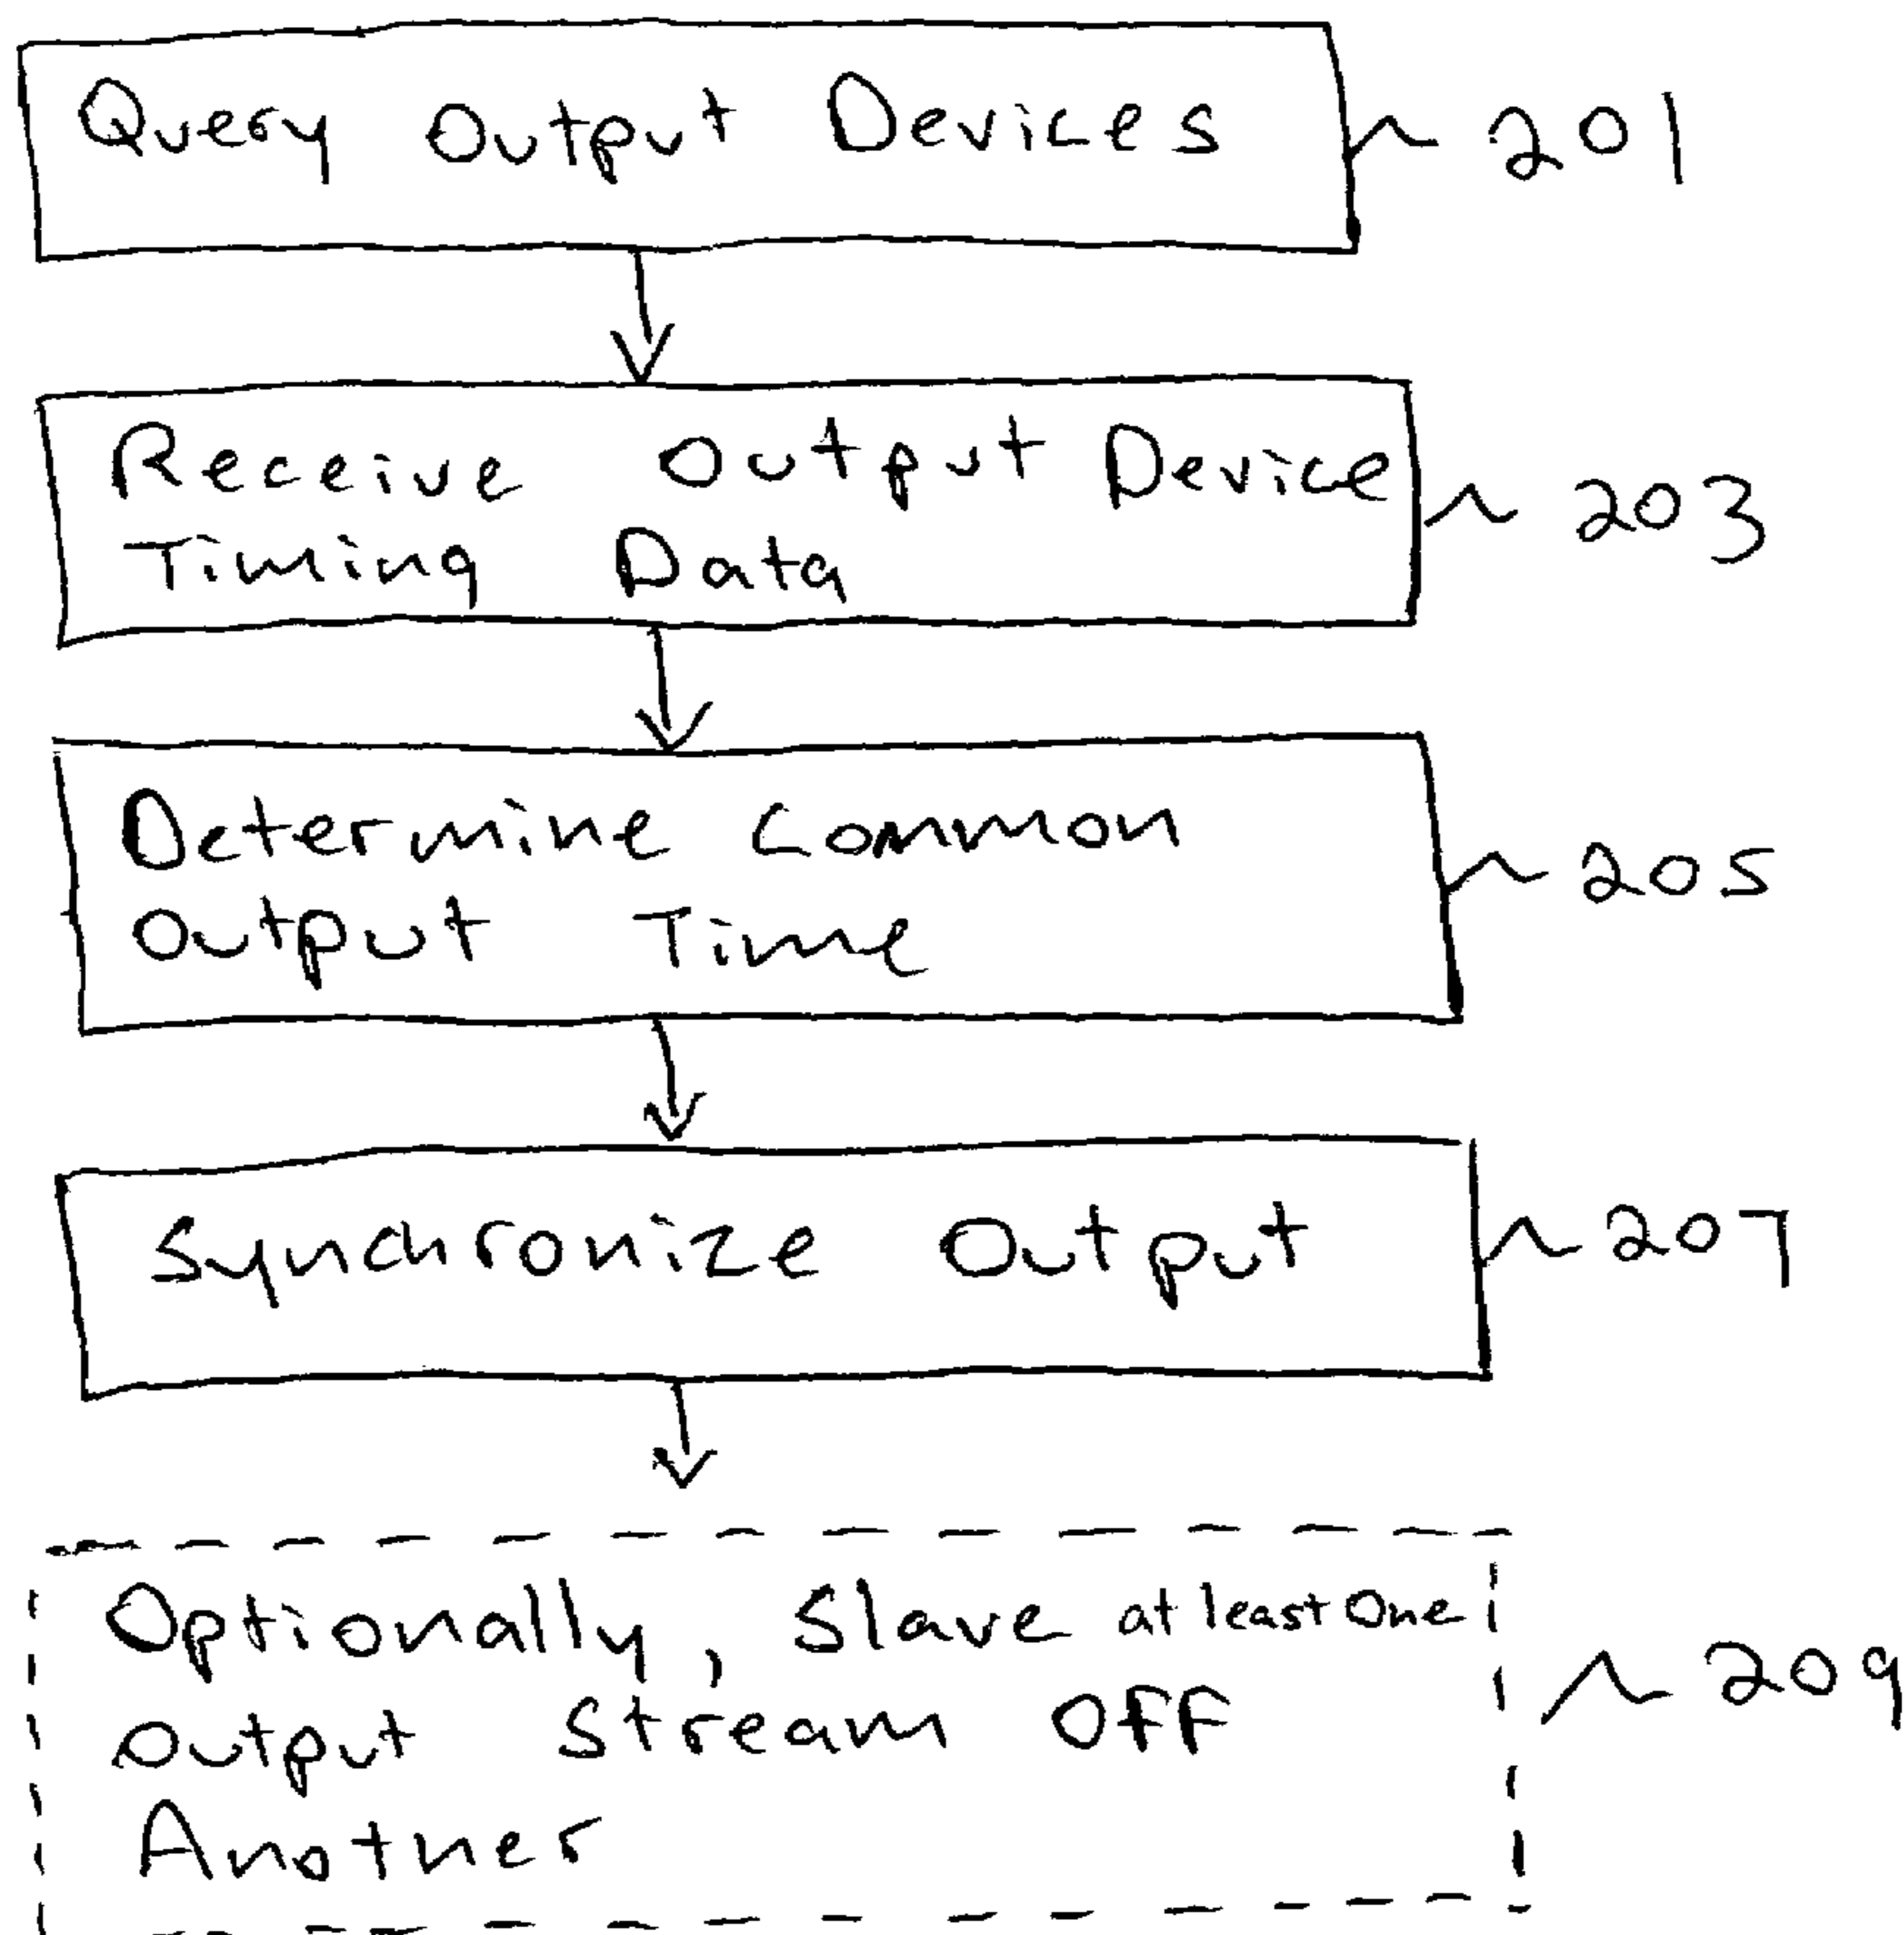 Query Output Devices ~ 201
Receive Output Device
Timing Data ~ 203
Determine Common
Output Time ~ 205
Synchronize Output ~ 207
Optionally, Slave at least One
Output Stream Off ~ 209
Another